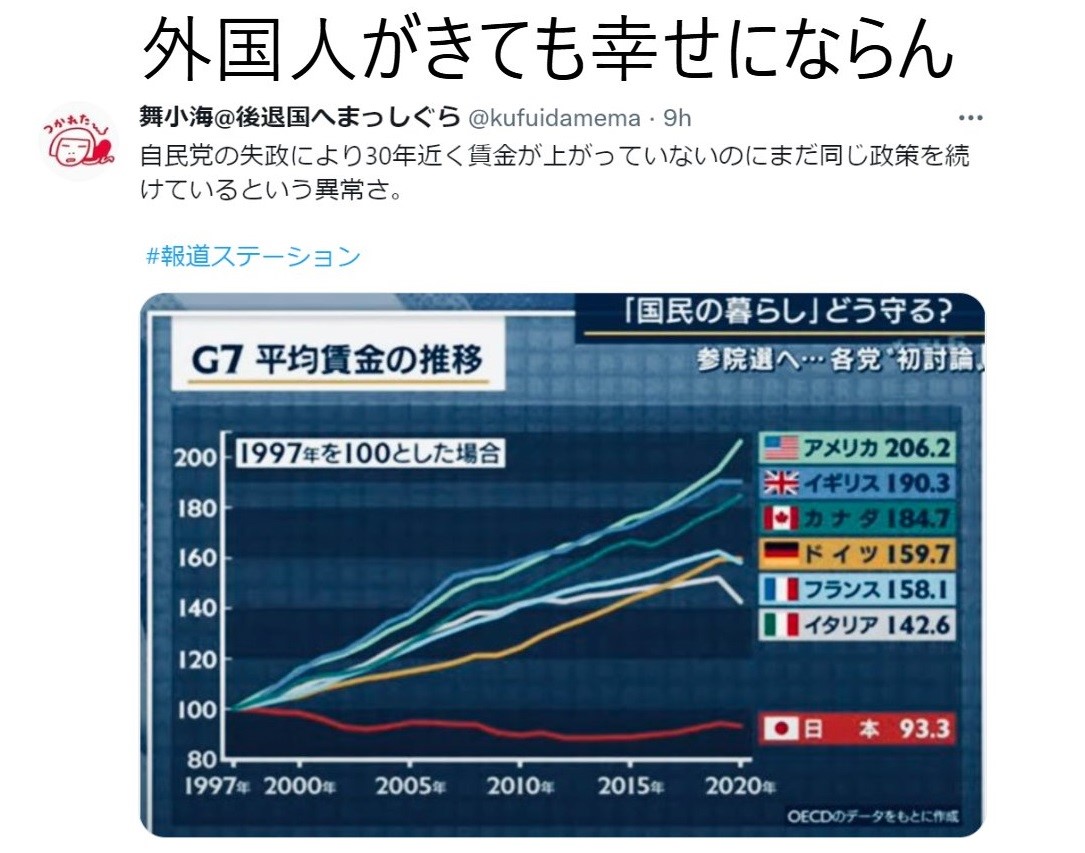 外国人がきても幸せにならん
つかれたー
舞小海@後退国へまっしぐら @kufuidamema · 9h
自民党の失政により30年近く賃金が上がっていないのにまだ同じ政策を続
けているという異常さ。
#報道ステーション
「国民の暮らし」どう守る?
G7 平均賃金の推移
参院選へ… 各党 "初討論"
1997年を100とした場合
200
180
160
140
120
100
80
1997年 2000年 2005年 2010年 2015年 2020年
アメリカ 206.2
イギリス 190.3
カナダ 184.7
ドイツ 159.7
フランス 158.1
イタリア 142.6
日本 93.3
OECDのデータをもとに作成